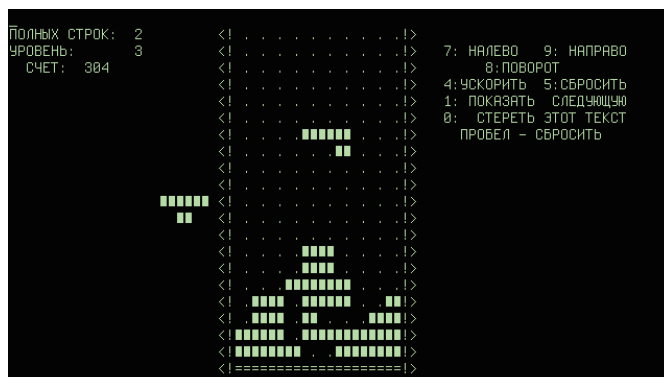 ПОЛНЫХ СТРОК: 2
УРОВЕНЬ: 3
СЧЕТ: 304
7: НАЛЕВО 9: НАПРАВО
8:ПОВОРОТ
4:УСКОРИТЬ 5:СБРОСИТЬ
1: ПОКАЗАТЬ СЛЕДУЮЩУЮ
0: СТЕРЕТЬ ЭТОТ ТЕКСТ
ПРОБЕЛ - СБРОСИТЬ